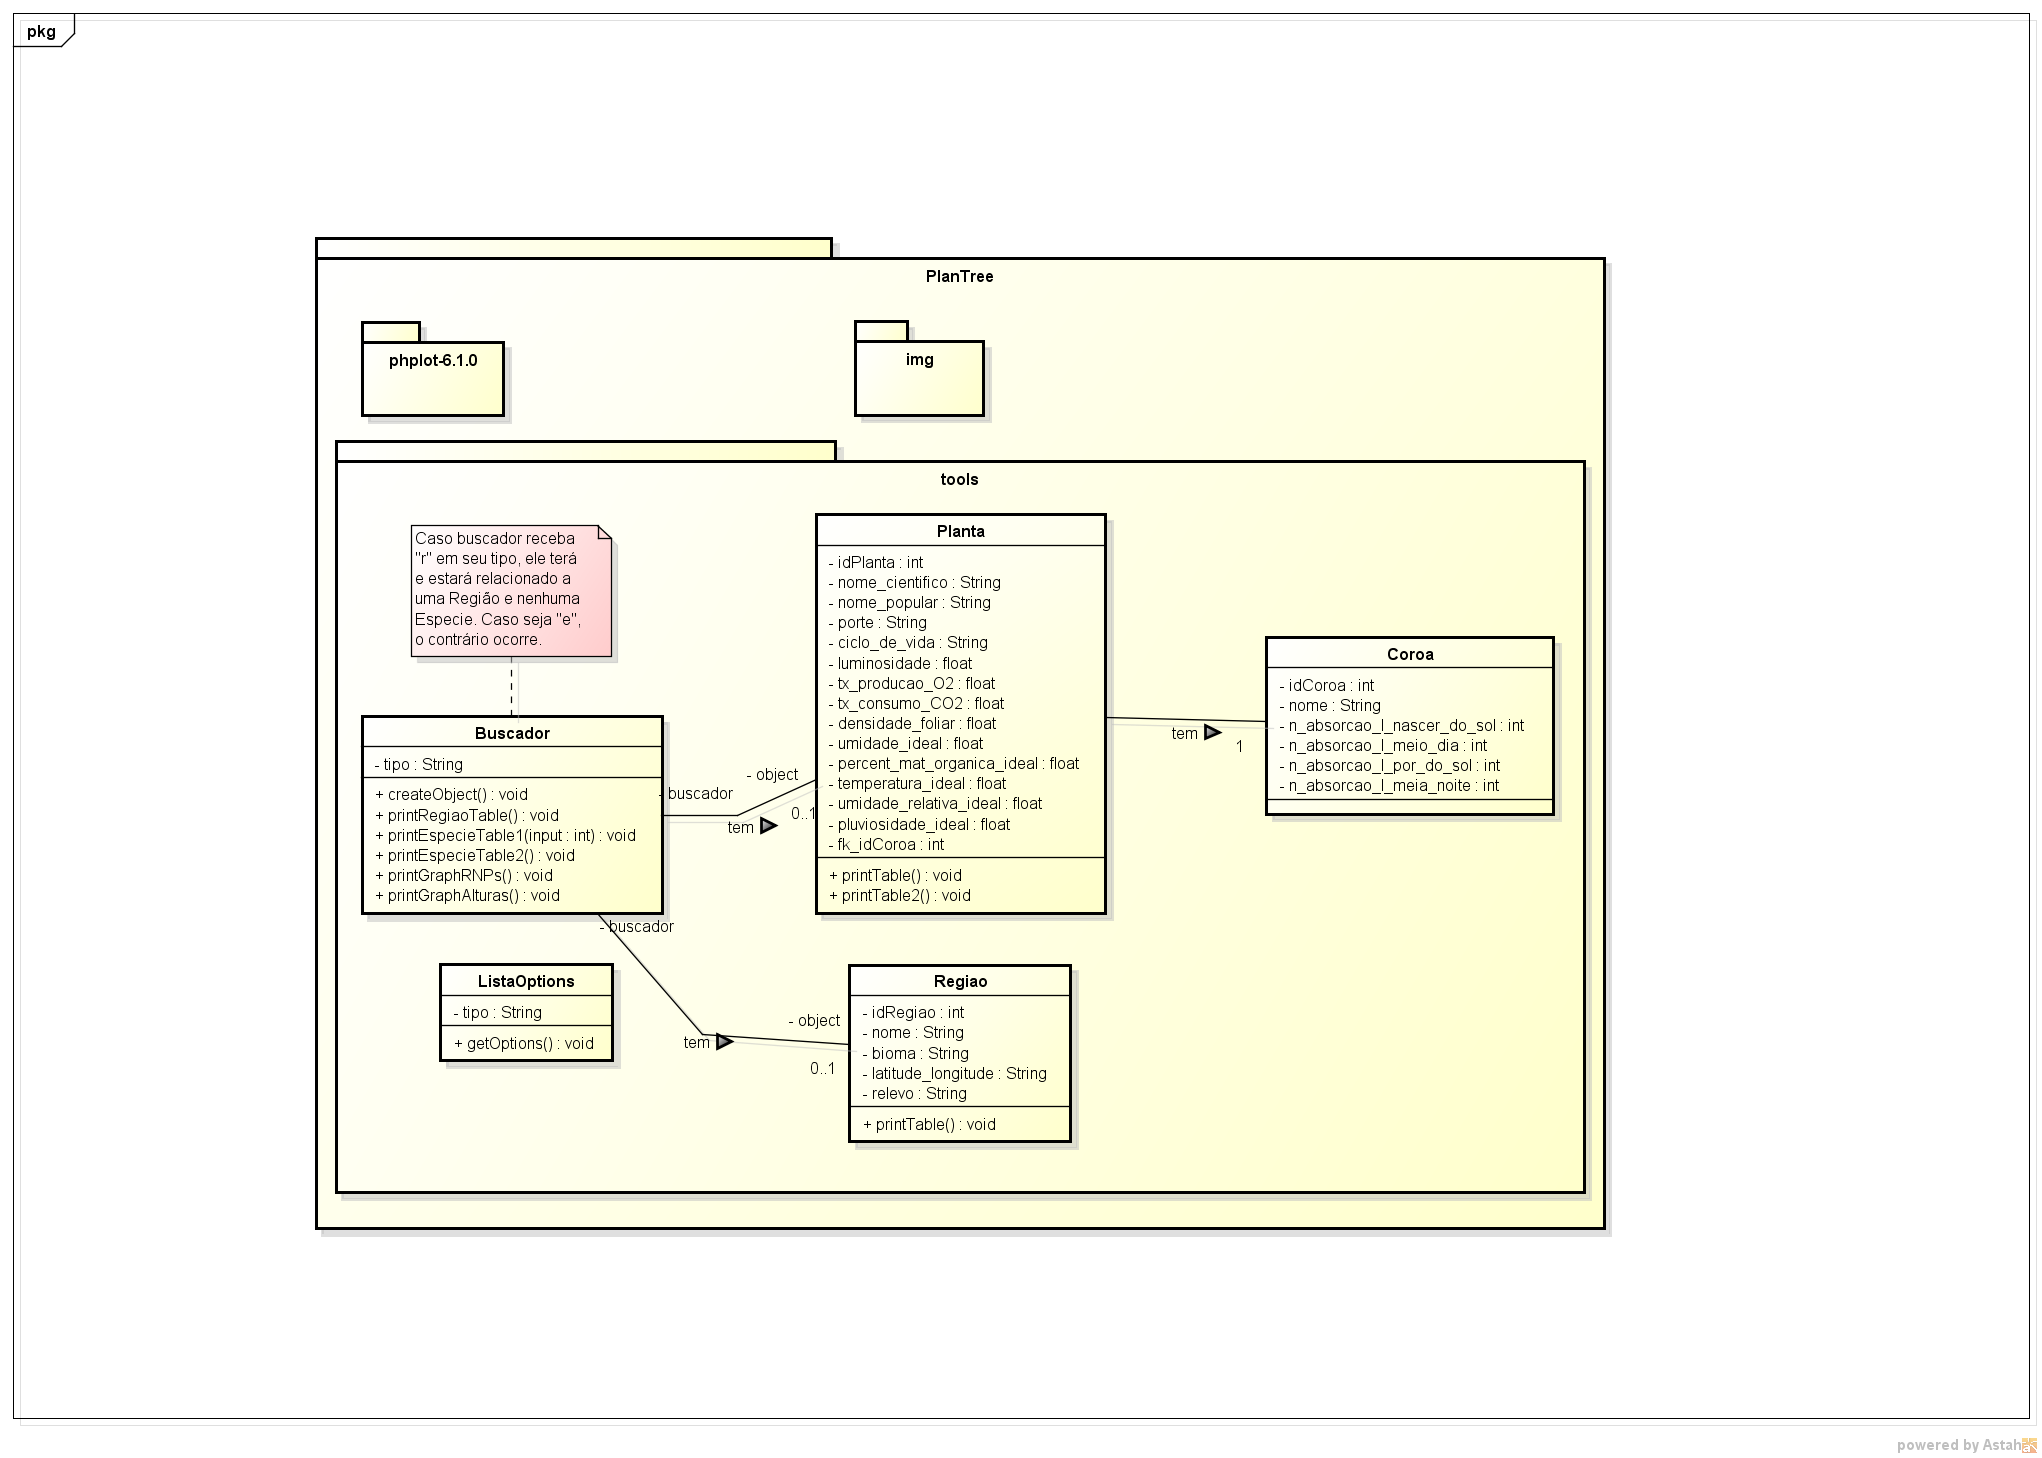 pkg
PlanTree
phplot-6.1.0
img
tools
Caso buscador receba
"r" em seu tipo, ele terá
e estará relacionado a
uma Região e nenhuma
Especie. Caso seja "e",
o contrário ocorre.
Buscador
- tipo : String
+ createObject() : void
+ printRegiaoTable() : void
+ printEspecieTable1(input : int) : void
+ printEspecieTable2() : void
+ printGraphRNPs() : void
+ printGraphAlturas() : void
- buscador
- object
tem
0..1
Planta
- idPlanta : int
- nome_cientifico : String
- nome_popular : String
- porte : String
- ciclo_de_vida : String
- luminosidade : float
- tx_producao_O2 : float
- tx_consumo_CO2 : float
- densidade_foliar : float
- umidade_ideal : float
- percent_mat_organica_ideal : float
- temperatura_ideal : float
- umidade_relativa_ideal : float
- pluviosidade_ideal : float
- fk_idCoroa : int
+ printTable() : void
+ printTable2() : void
tem
1
Coroa
- idCoroa : int
- nome : String
- n_absorcao_l_nascer_do_sol : int
- n_absorcao_l_meio_dia : int
- n_absorcao_l_por_do_sol : int
- n_absorcao_l_meia_noite : int
- buscador
- object
tem
0..1
ListaOptions
- tipo : String
+ getOptions() : void
Regiao
- idRegiao : int
- nome : String
- bioma : String
- latitude_longitude : String
- relevo : String
+ printTable() : void
powered by Astah